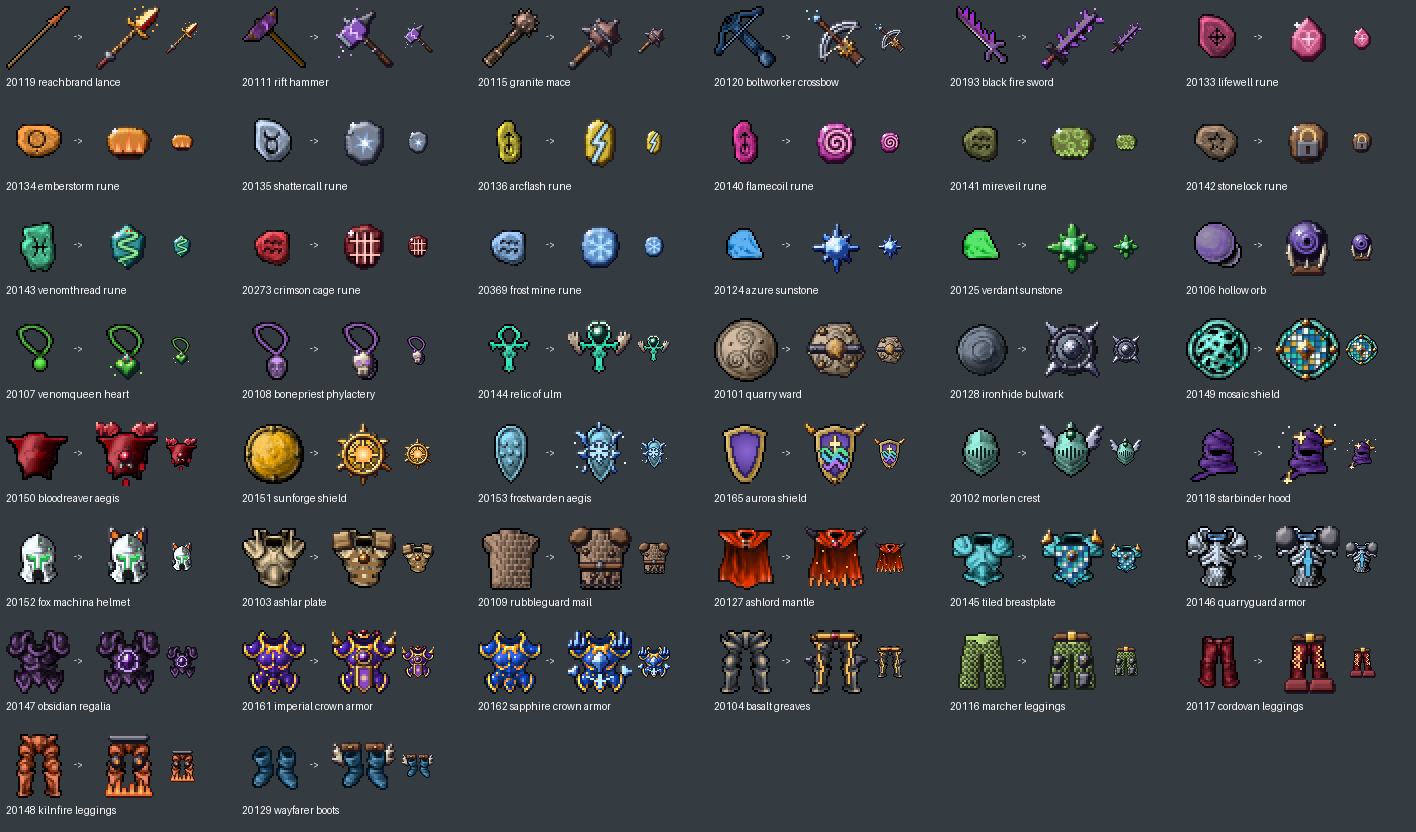 -> -> -> -> -> ->
20119 reachbrand lance
20111 rift hammer
20115 granite mace
20120 boltworker crossbow
20193 black fire sword
20133 lifewell rune
-> -> -> -> -> ->
20134 emberstorm rune
20135 shattercall rune
20136 arcflash rune
20140 flamecoil rune
20141 mireveil rune
20142 stonelock rune
-> -> -> -> -> ->
20143 venomthread rune
20273 crimson cage rune
20369 frost mine rune
20124 azure sunstone
20125 verdant sunstone
20106 hollow orb
-> -> -> -> -> ->
20107 venomqueen heart
20108 bonepriest phylactery
20144 relic of ulm
20101 quarry ward
20128 ironhide bulwark
20149 mosaic shield
-> -> -> -> -> ->
20150 bloodreaver aegis
20151 sunforge shield
20153 frostwarden aegis
20165 aurora shield
20102 morlen crest
20118 starbinder hood
-> -> -> -> -> ->
20152 fox machina helmet
20103 ashlar plate
20109 rubbleguard mail
20127 ashlord mantle
20145 tiled breastplate
20146 quarryguard armor
-> -> -> -> -> ->
20147 obsidian regalia
20161 imperial crown armor
20162 sapphire crown armor
20104 basalt greaves
20116 marcher leggings
20117 cordovan leggings
-> ->
20148 kilnfire leggings
20129 wayfarer boots